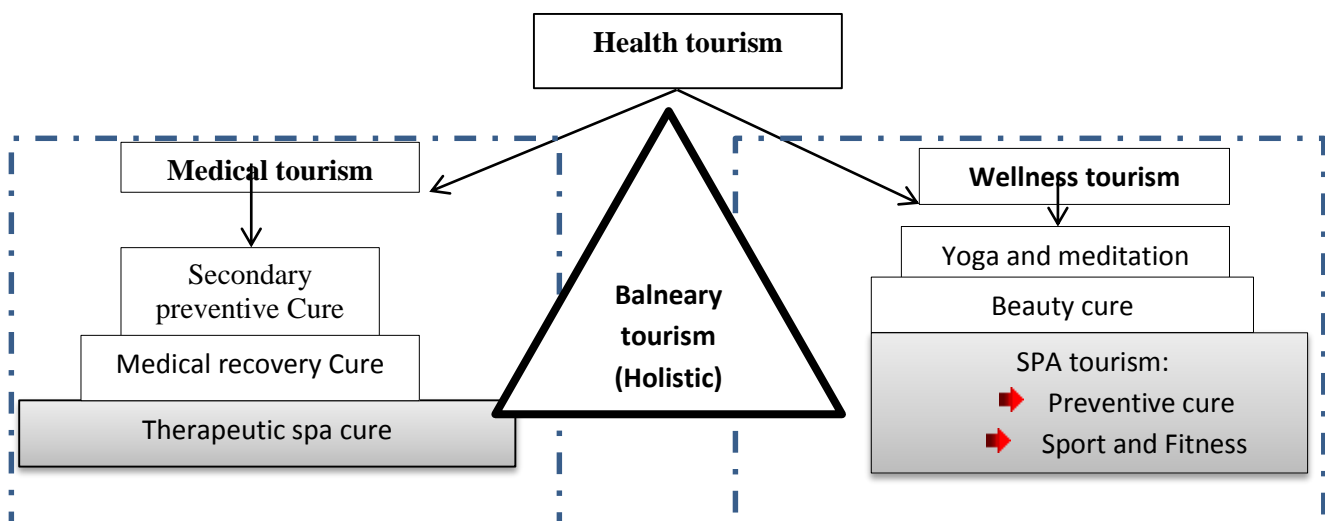 Health tourism
Medical tourism
Secondary
preventive Cure
Medical recovery Cure
Therapeutic spa cure
Balneary
tourism
(Holistic)
Wellness tourism
Yoga and meditation
Beauty cure
SPA tourism:
Preventive cure
Sport and Fitness